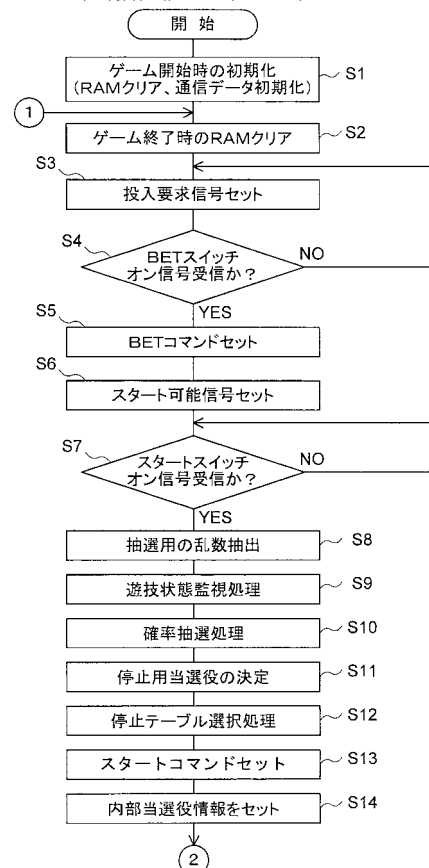 開 始
ゲーム開始時の初期化
(RAMクリア、通信データ初期化)
S1
1
ゲーム終了時のRAMクリア
S2
S3
投入要求信号セット
S4
BETスイッチ
オン信号受信か?
NO
YES
S5
BETコマンドセット
S6
スタート可能信号セット
S7
スタートスイッチ
オン信号受信か?
NO
YES
抽選用の乱数抽出
S8
遊技状態監視処理
S9
確率抽選処理
S10
停止用当選役の決定
S11
停止テーブル選択処理
S12
スタートコマンドセット
S13
内部当選役情報をセット
S14
2